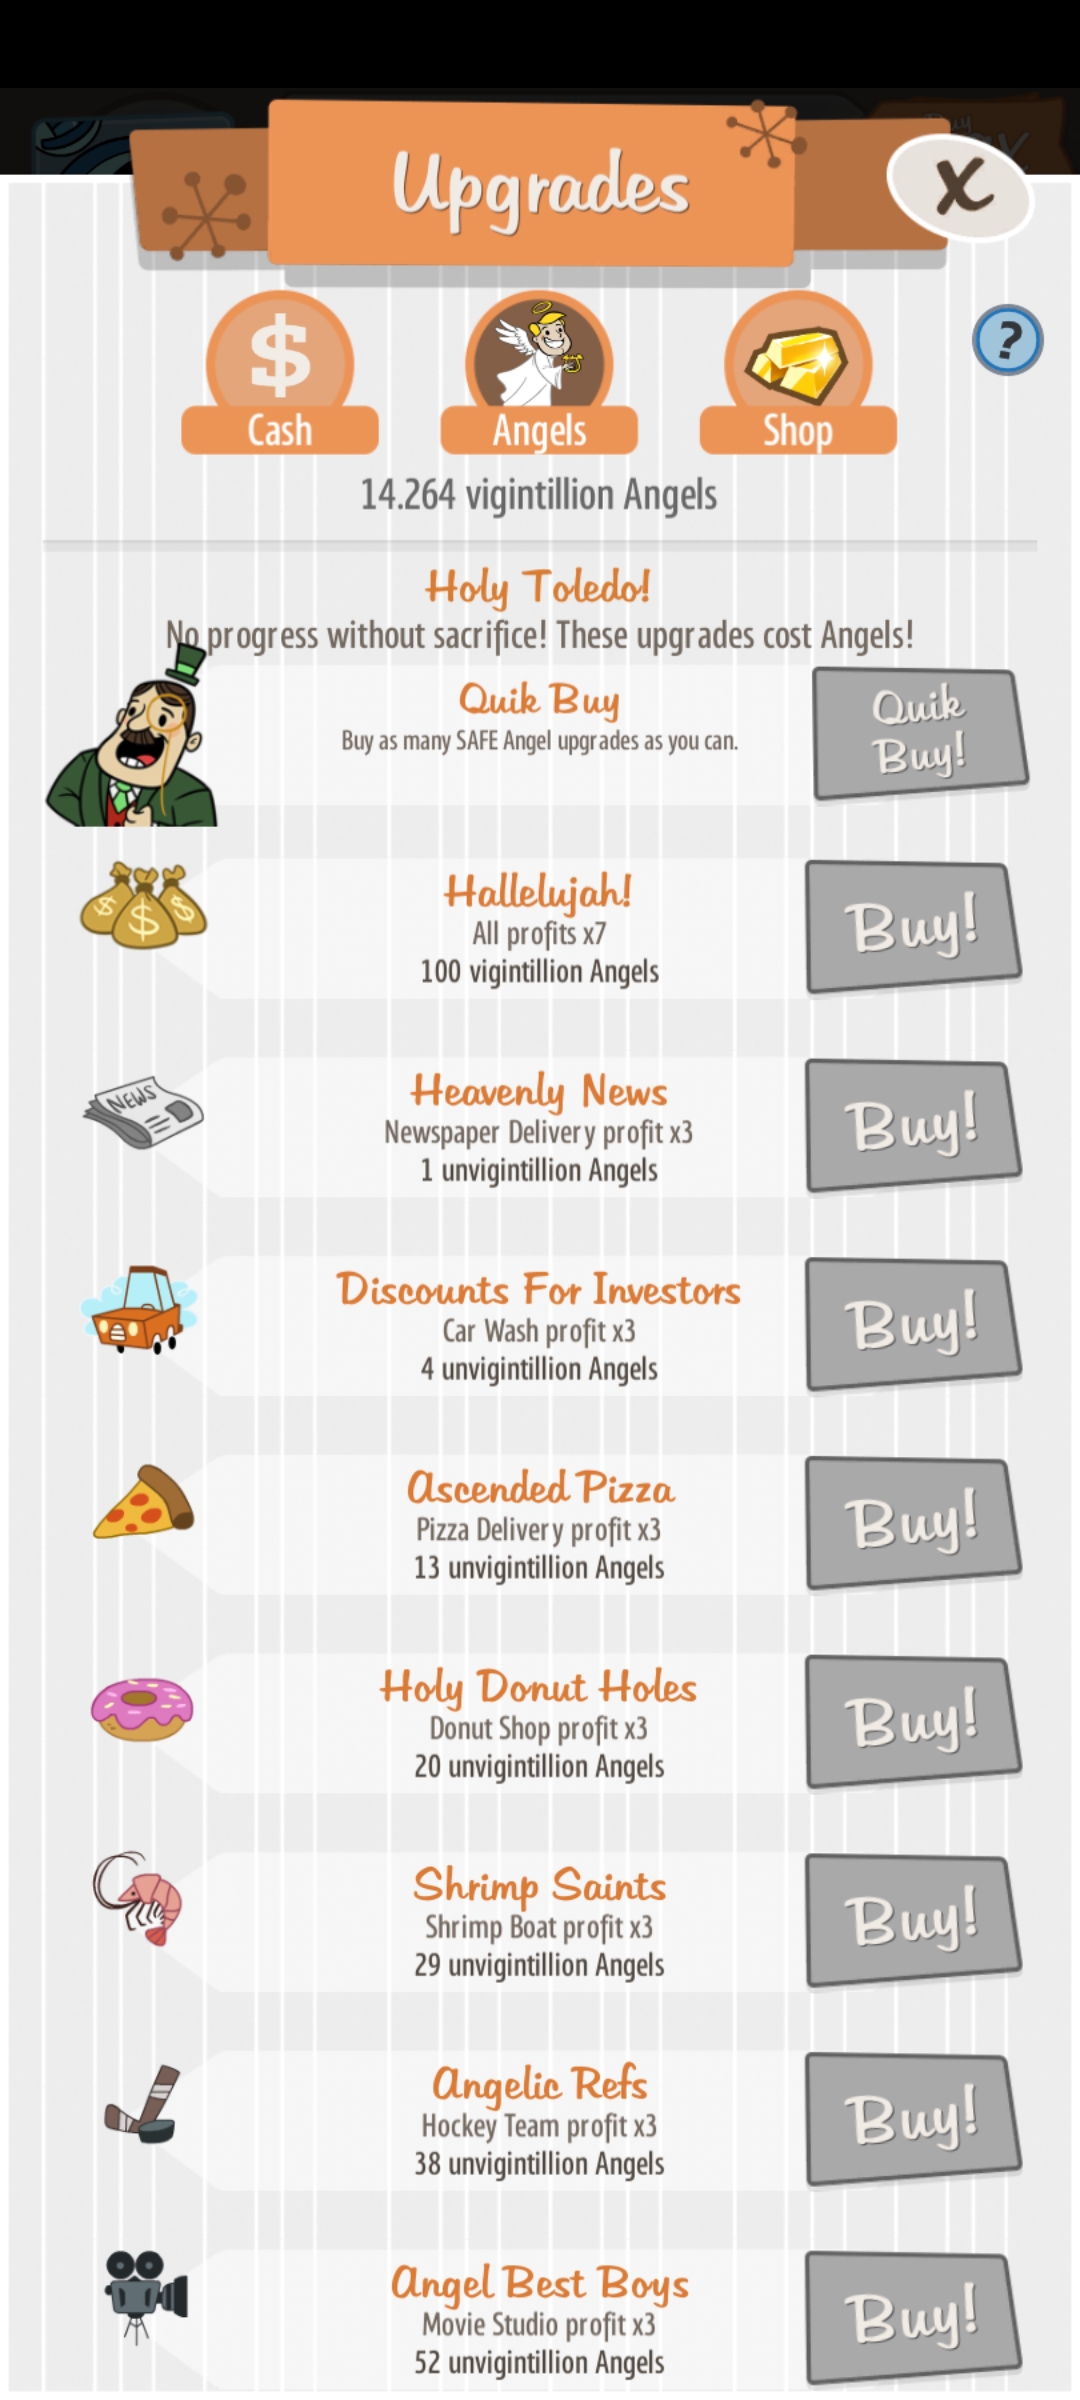 Upgrades
X
$
?
Cash
Angels
Shop
14.264 vigintillion Angels
Holy Toledo!
No progress without sacrifice! These upgrades cost Angels!
Quik Buy
Buy as many SAFE Angel upgrades as you can.
Quik
Buy!
$ $ $
Hallelujah!
All profits x7
100 vigintillion Angels
Buy!
NEWS
Heavenly News
Newspaper Delivery profit x3
1 unvigintillion Angels
Buy!
Discounts For Investors
Car Wash profit x3
4 unvigintillion Angels
Buy!
Ascended Pizza
Pizza Delivery profit x3
13 unvigintillion Angels
Buy!
Holy Donut Holes
Donut Shop profit x3
20 unvigintillion Angels
Buy!
Shrimp Saints
Shrimp Boat profit x3
29 unvigintillion Angels
Buy!
Angelic Refs
Hockey Team profit x3
38 unvigintillion Angels
Buy!
Angel Best Boys
Movie Studio profit x3
52 unvigintillion Angels
Buy!